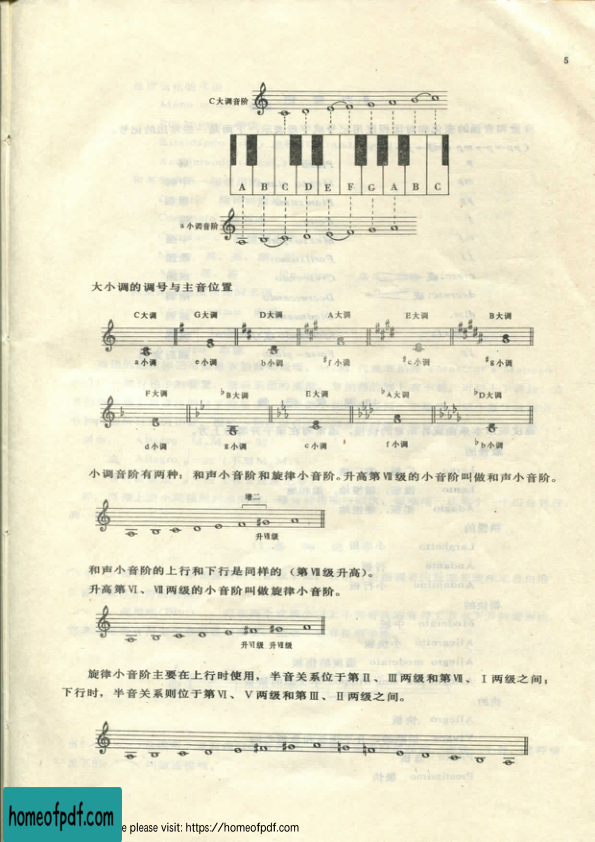 5
C大调音阶
A B C D E F G A B C
a小调音阶
大小调的调号与主音位置
C大调 G大调 D大调 A大调 E大调 B大调
a小调 e小调 b小调 #f小调 #c小调 #g小调
F大调 ♭B大调 E大调 ♭A大调 ♭D大调
d小调 g小调 c小调 f小调 ♭b小调
小调音阶有两种：和声小音阶和旋律小音阶。升高第Ⅶ级的小音阶叫做和声小音阶。
增二
升Ⅶ级
和声小音阶的上行和下行是同样的（第Ⅶ级升高）。
升高第Ⅵ、Ⅶ两级的小音阶叫做旋律小音阶。
升Ⅵ级 升Ⅶ级
旋律小音阶主要在上行时使用，半音关系位于第Ⅱ、Ⅲ两级和第Ⅶ、Ⅰ两级之间；
下行时，半音关系则位于第Ⅵ、Ⅴ两级和第Ⅲ、Ⅱ两级之间。
homeofpdf.com
e please visit: https://homeofpdf.com